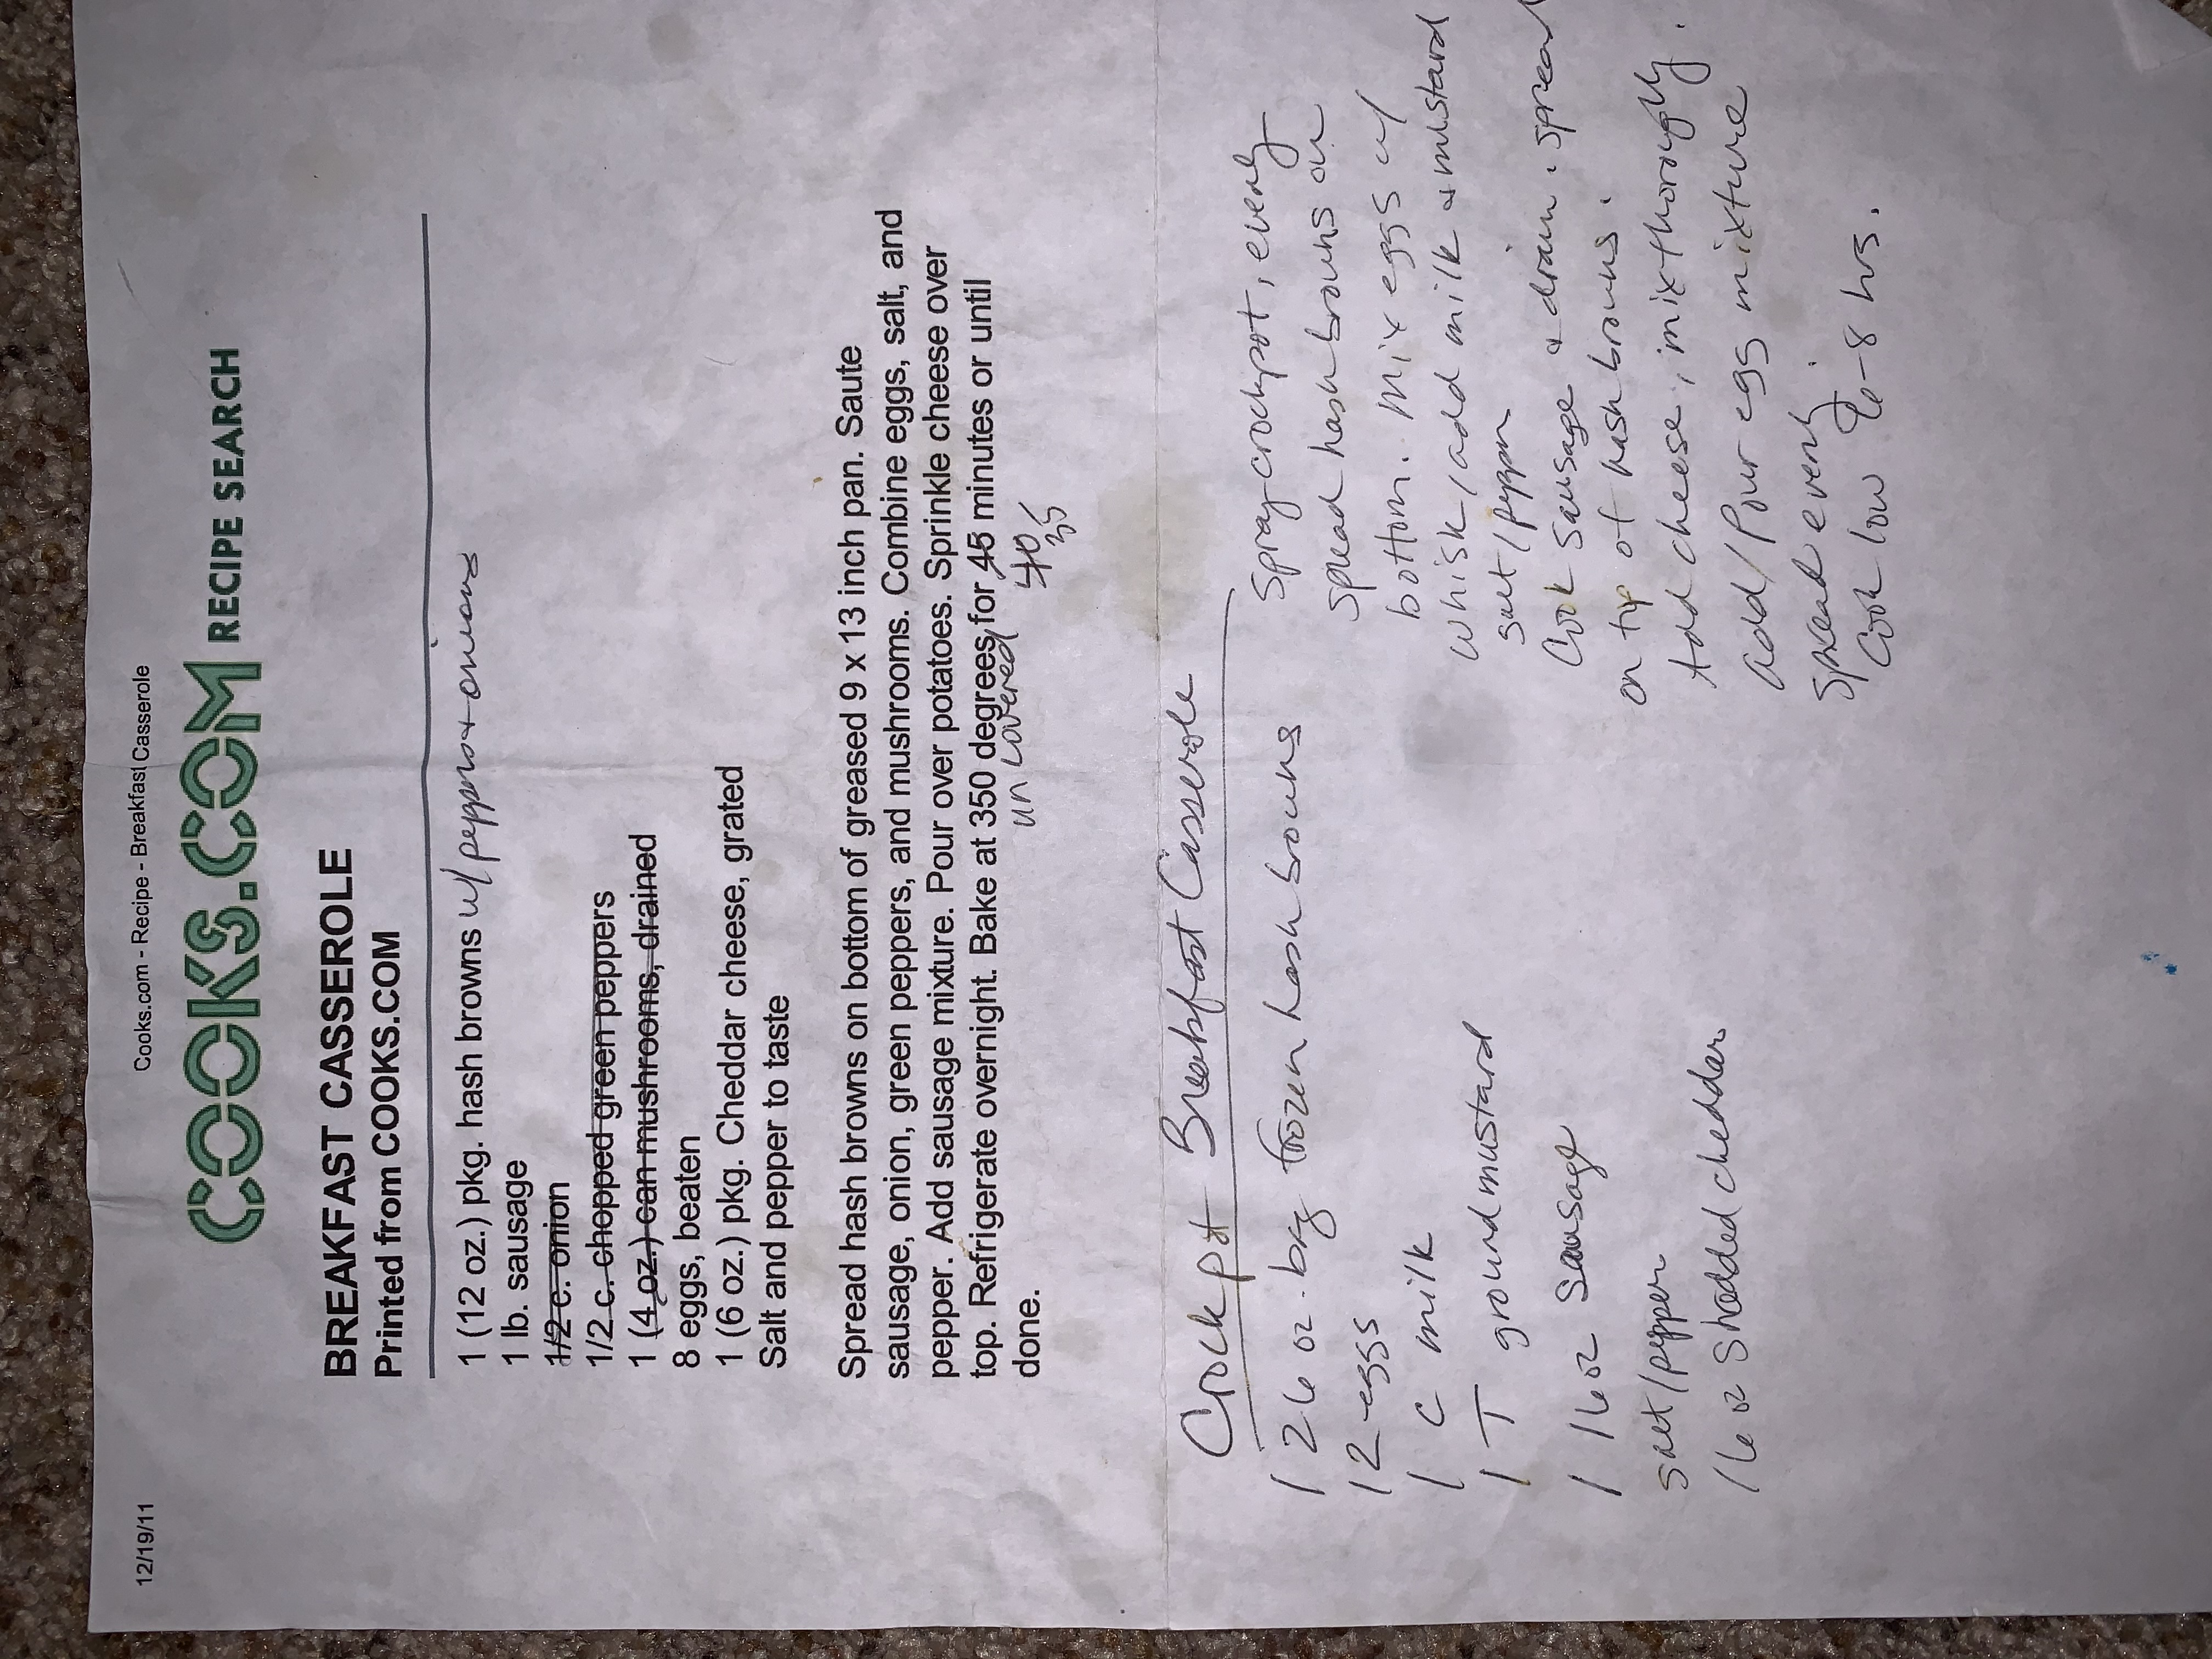 12/19/11
Cooks.com - Recipe - Breakfast Casserole
COOKS.COM RECIPE SEARCH
BREAKFAST CASSEROLE
Printed from COOKS.COM
1 (12 oz.) pkg. hash browns w/ peppers + onions
1 lb. sausage
1/2 c. onion
1/2 c. chopped green peppers
1 (4 oz.) can mushrooms, drained
8 eggs, beaten
1 (6 oz.) pkg. Cheddar cheese, grated
Salt and pepper to taste
Spread hash browns on bottom of greased 9 x 13 inch pan. Saute
sausage, onion, green peppers, and mushrooms. Combine eggs, salt, and
pepper. Add sausage mixture. Pour over potatoes. Sprinkle cheese over
top. Refrigerate overnight. Bake at 350 degrees for 45 minutes or until
uncovered 40
35
done.
Crockpot Breakfast Casserole
1 26 oz. bag frozen hash browns
12 eggs
1 C milk
1 T ground mustard
1 16 oz sausage
salt/pepper
16 oz shredded cheddar
Spray crockpot, evenly
spread hash browns on
bottom. Mix eggs w/
whisk, add milk & mustard
salt/pepper
Cook sausage & drain. spread
on top of hash browns.
Add cheese, mix thoroughly.
add/Pour egg mixture
spread evenly.
Cook low 6-8 hrs.